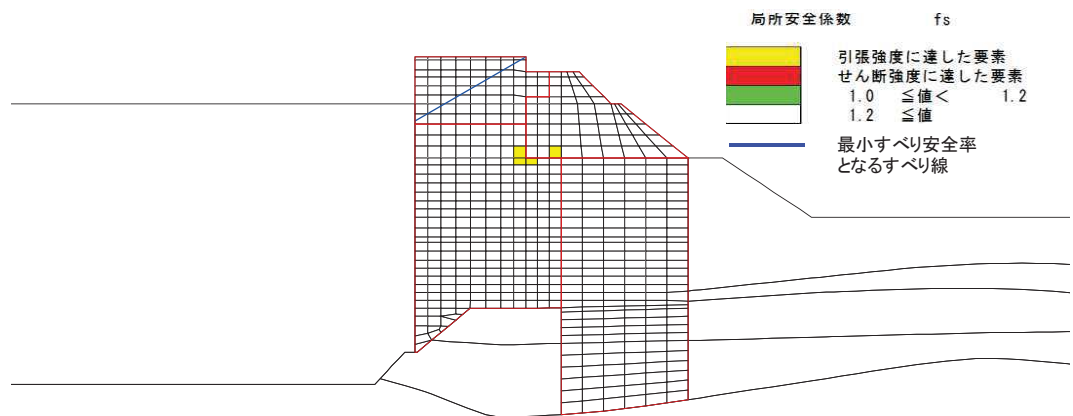 局所安全係数 fs
引張強度に達した要素
せん断強度に達した要素
1.0 ≦値< 1.2
1.2 ≦値
最小すべり安全率
となるすべり線